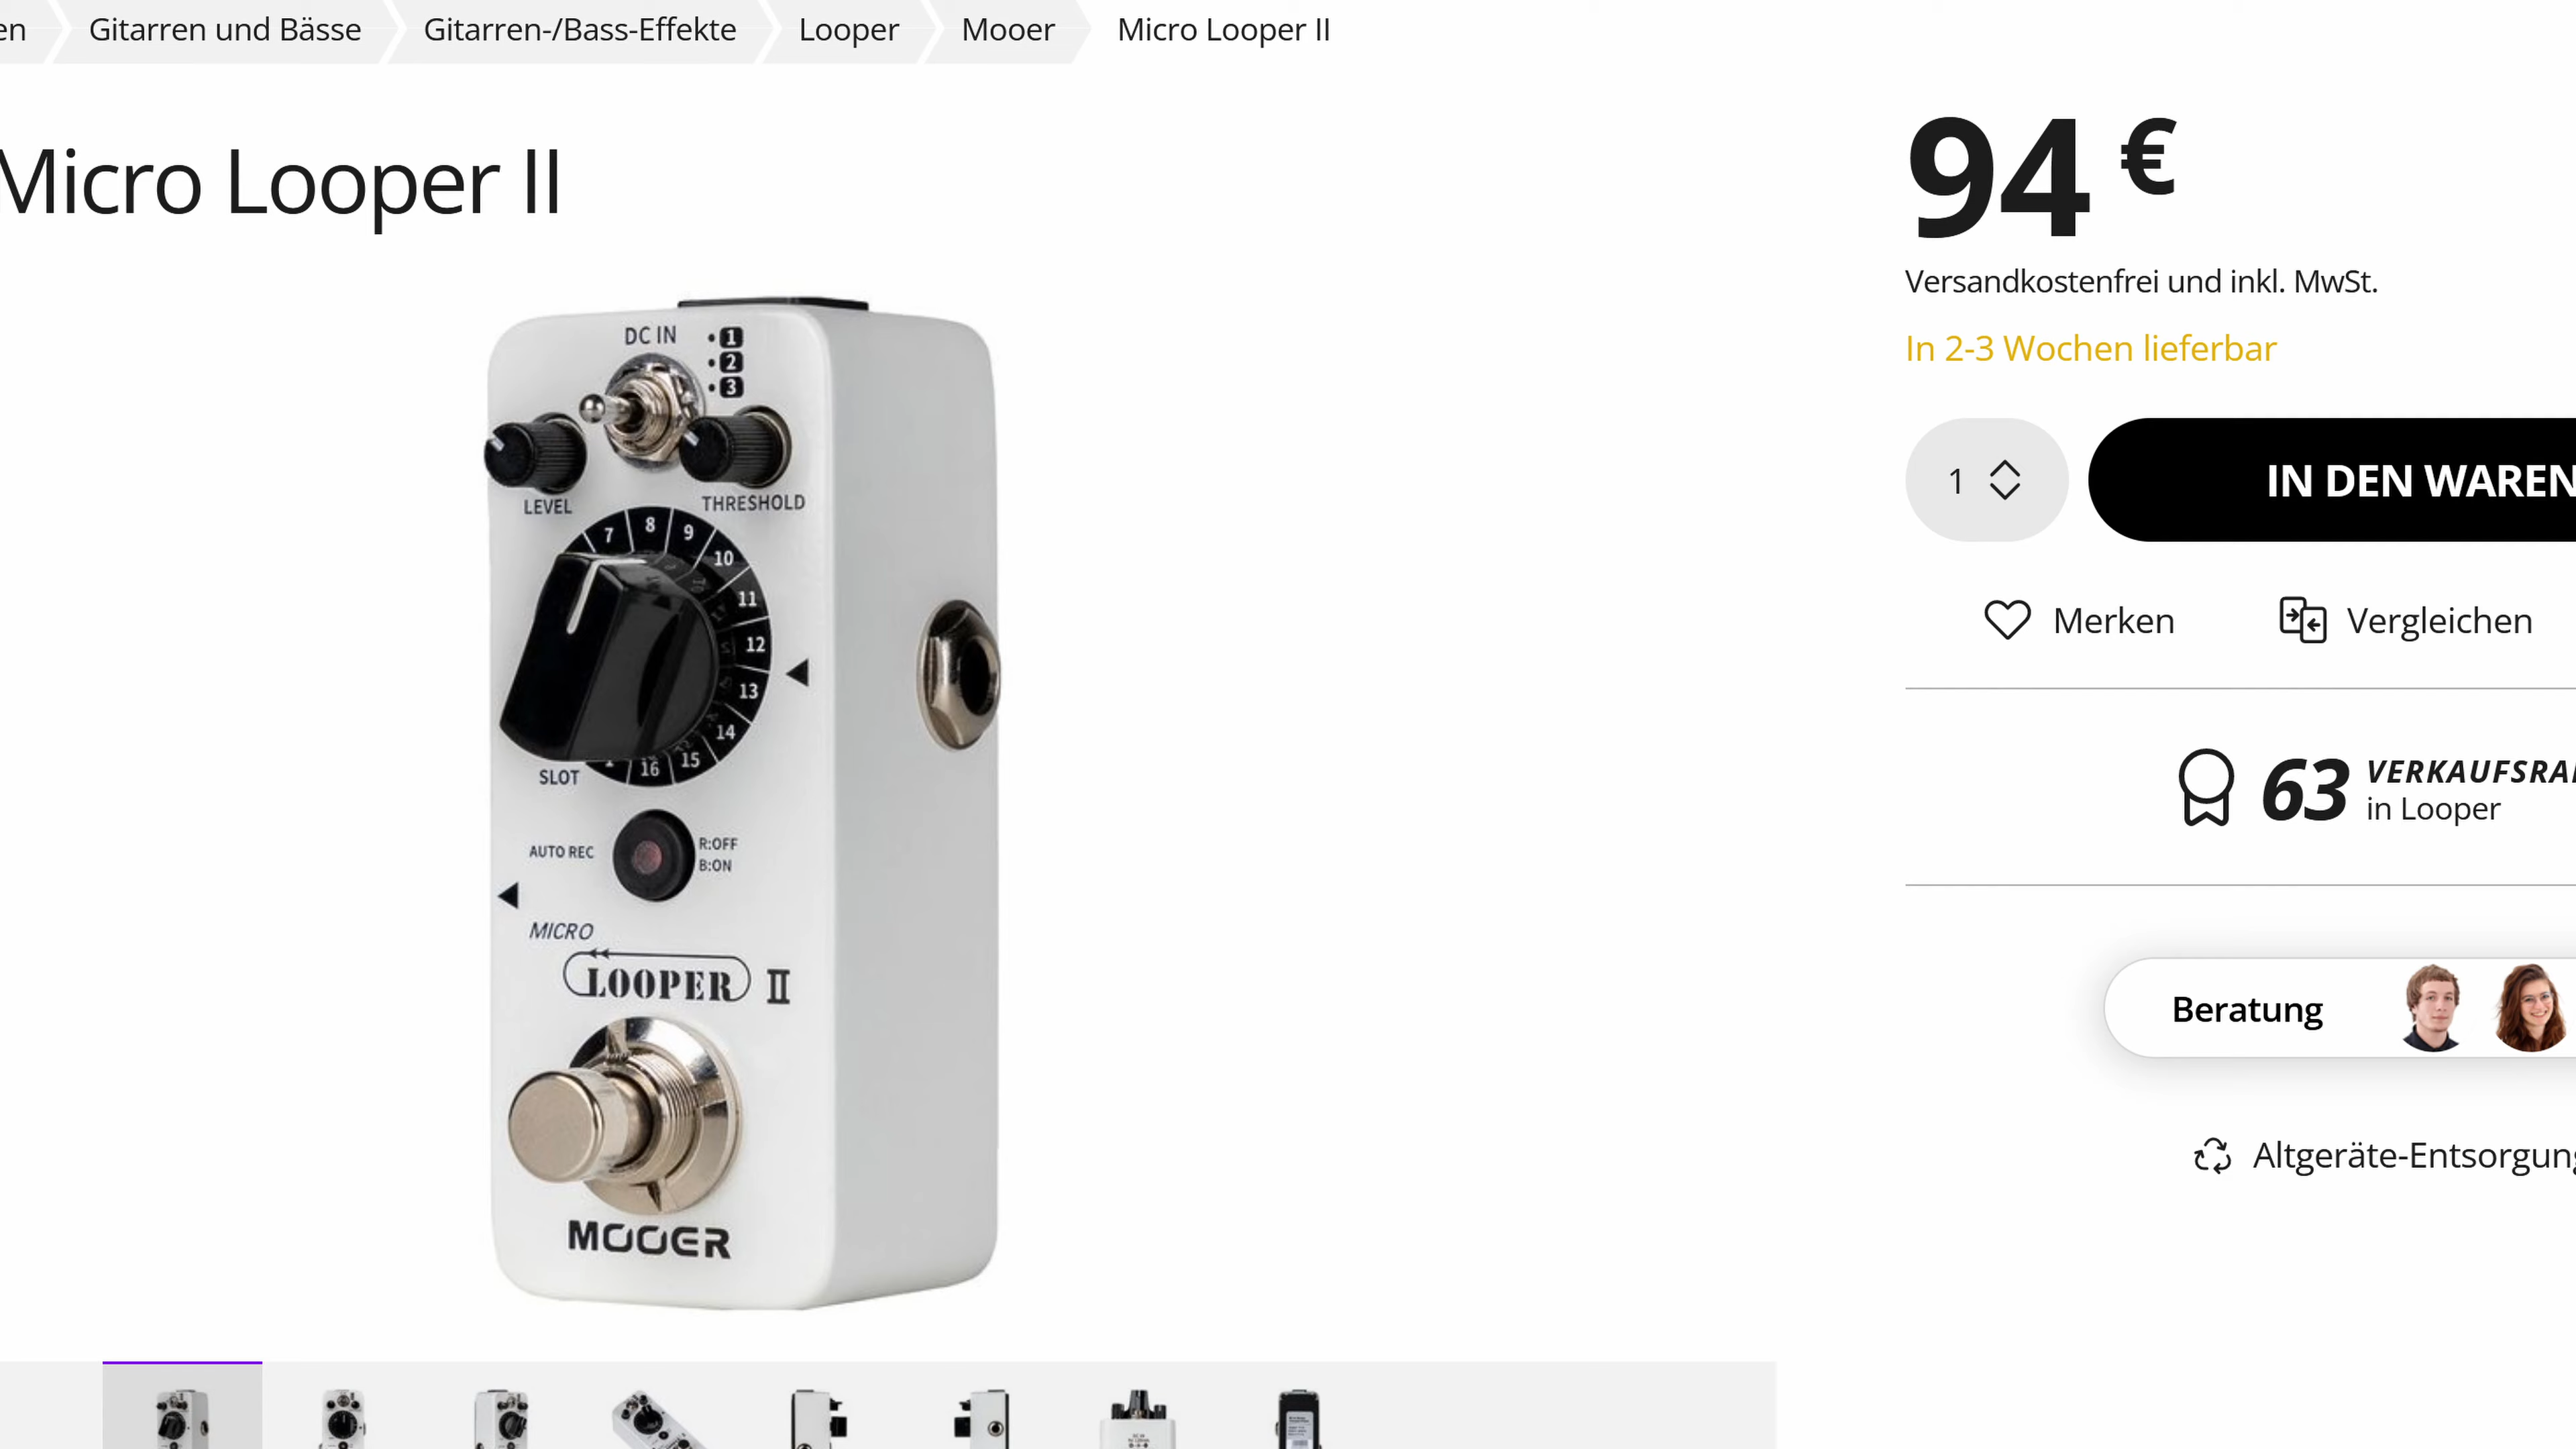 en Gitarren und Bässe Gitarren-/Bass-Effekte Looper Mooer Micro Looper II
Micro Looper II
94 €
Versandkostenfrei und inkl. MwSt.
In 2-3 Wochen lieferbar
1 IN DEN WAREN
Merken Vergleichen
63 VERKAUFSRA
in Looper
Beratung
Altgeräte-Entsorgung
DC IN
1
2
3
LEVEL THRESHOLD
7 8 9 10 11 12 13 14 15 16
SLOT
AUTO REC
R:OFF
B:ON
MICRO
LOOPER II
MOOER